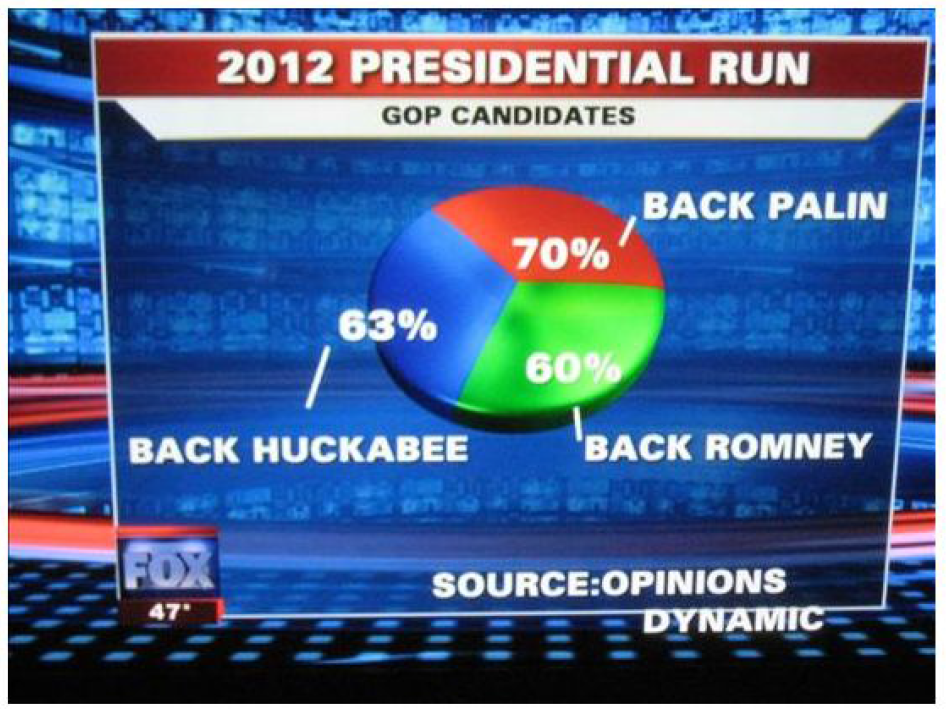 2012 PRESIDENTIAL RUN
GOP CANDIDATES
BACK PALIN
70%
63%
60%
BACK HUCKABEE
BACK ROMNEY
FOX
47°
SOURCE:OPINIONS
DYNAMIC